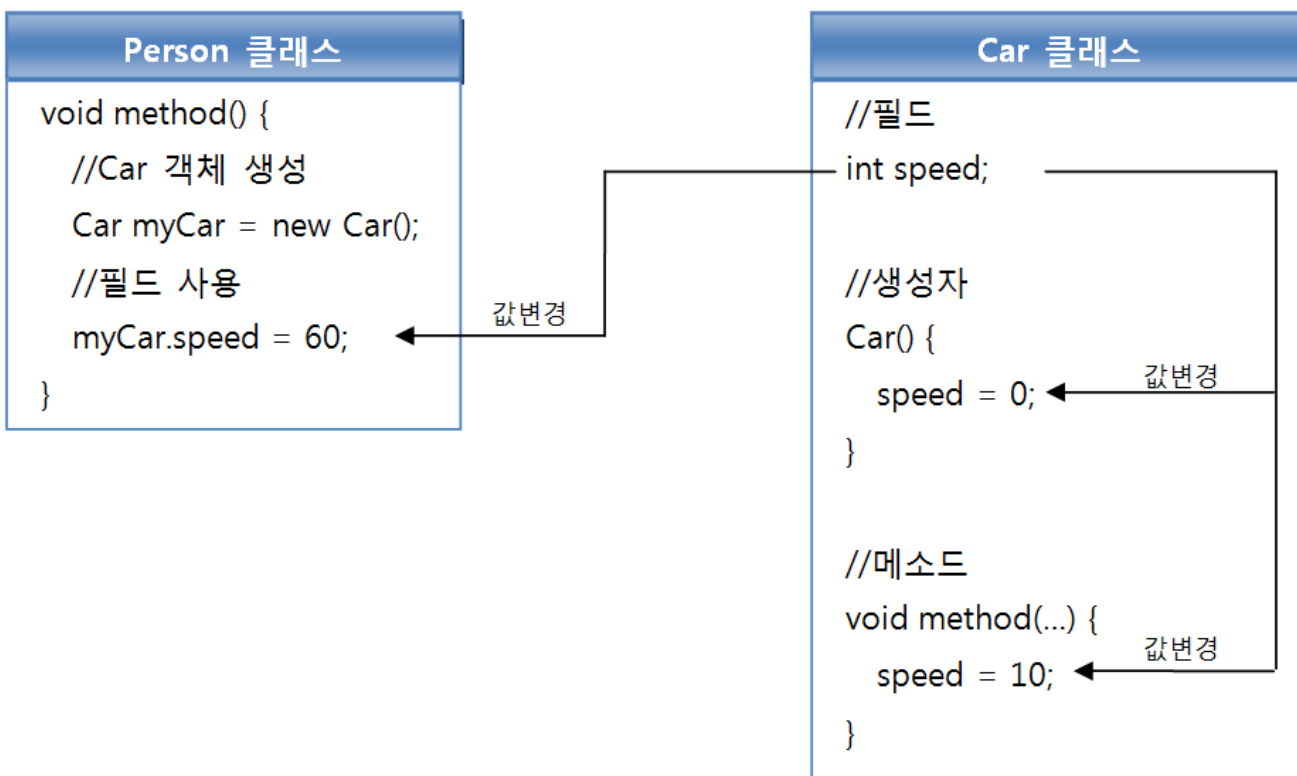 Person 클래스
void method() {
//Car 객체 생성
Car myCar = new Car();
//필드 사용
myCar.speed = 60;
}
값변경
Car 클래스
//필드
int speed;
//생성자
Car() {
speed = 0;
값변경
}
//메소드
void method(...) {
speed = 10;
값변경
}